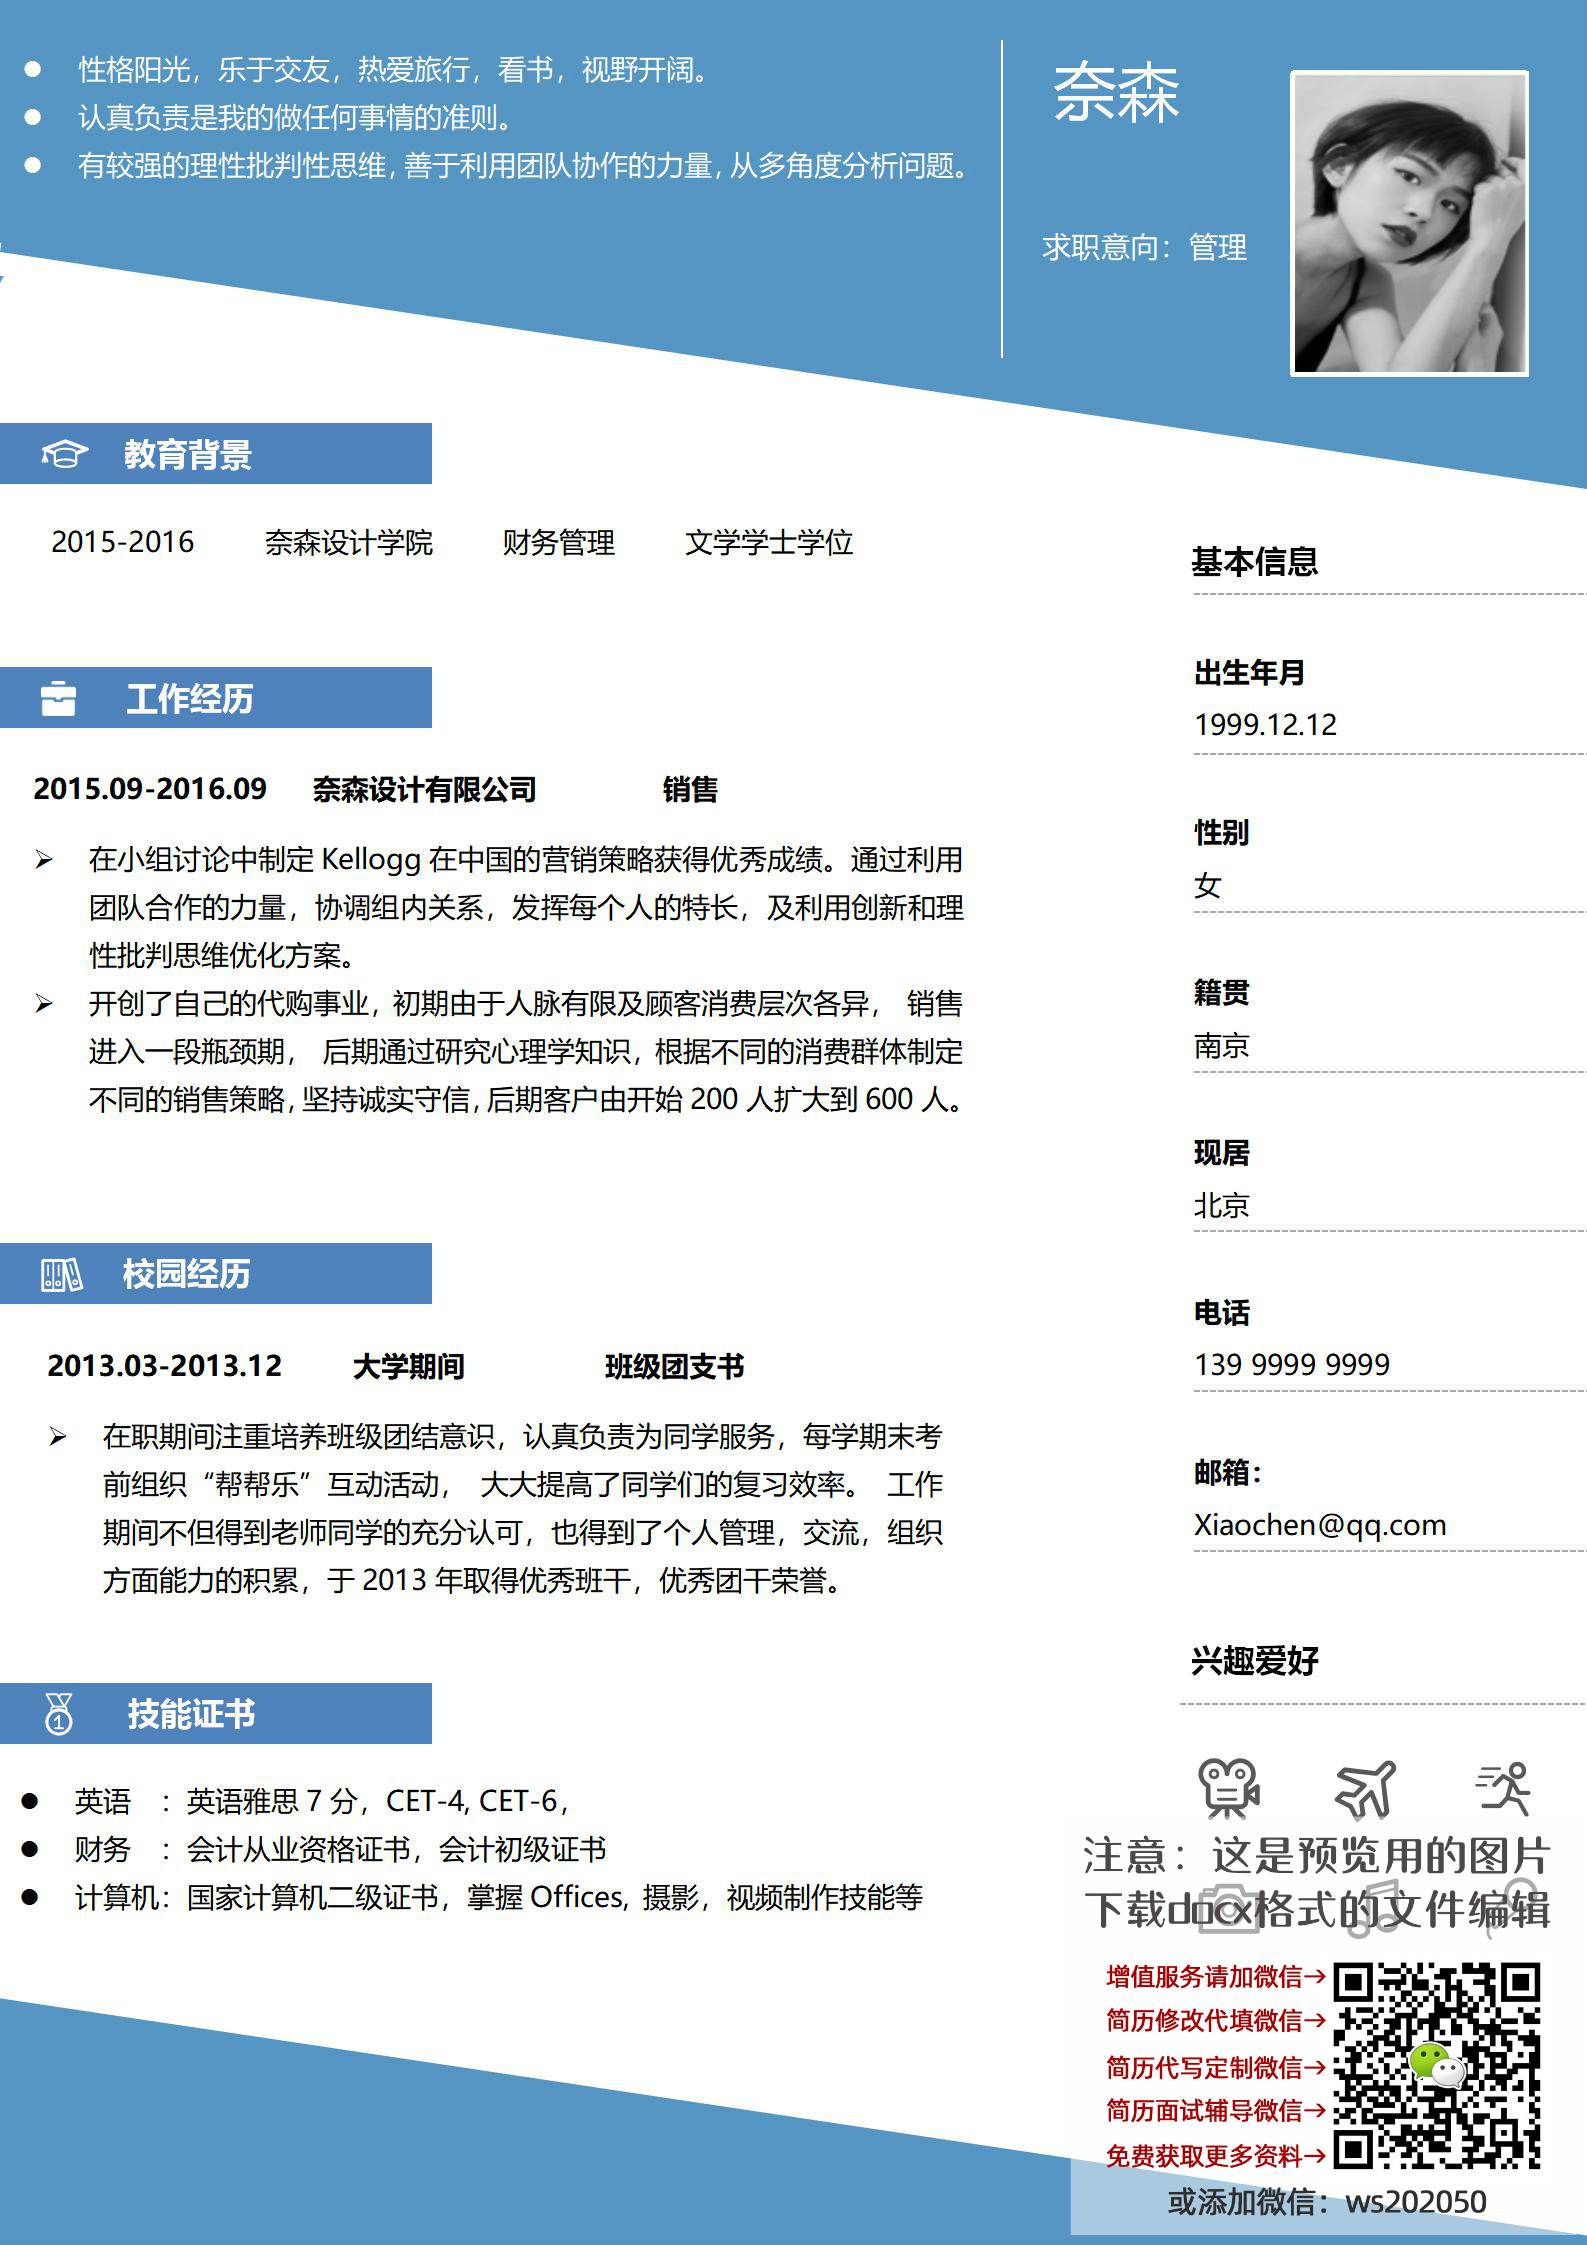 性格阳光，乐于交友，热爱旅行，看书，视野开阔。
认真负责是我的做任何事情的准则。
有较强的理性批判性思维，善于利用团队协作的力量，从多角度分析问题。
奈森
求职意向：管理
教育背景
2015-2016 奈森设计学院 财务管理 文学学士学位
工作经历
2015.09-2016.09 奈森设计有限公司 销售
在小组讨论中制定 Kellogg 在中国的营销策略获得优秀成绩。通过利用
团队合作的力量，协调组内关系，发挥每个人的特长，及利用创新和理
性批判思维优化方案。
开创了自己的代购事业，初期由于人脉有限及顾客消费层次各异， 销售
进入一段瓶颈期， 后期通过研究心理学知识，根据不同的消费群体制定
不同的销售策略，坚持诚实守信，后期客户由开始 200 人扩大到 600 人。
校园经历
2013.03-2013.12 大学期间 班级团支书
在职期间注重培养班级团结意识，认真负责为同学服务，每学期末考
前组织“帮帮乐”互动活动， 大大提高了同学们的复习效率。 工作
期间不但得到老师同学的充分认可，也得到了个人管理，交流，组织
方面能力的积累，于 2013 年取得优秀班干，优秀团干荣誉。
技能证书
1
英语 ：英语雅思 7 分，CET-4, CET-6，
财务 ：会计从业资格证书，会计初级证书
计算机：国家计算机二级证书，掌握 Offices, 摄影，视频制作技能等
基本信息
出生年月
1999.12.12
性别
女
籍贯
南京
现居
北京
电话
139 9999 9999
邮箱：
Xiaochen@qq.com
兴趣爱好
注意：这是预览用的图片
下载docx格式的文件编辑
增值服务请加微信→
简历修改代填微信→
简历代写定制微信→
简历面试辅导微信→
免费获取更多资料→
或添加微信：ws202050